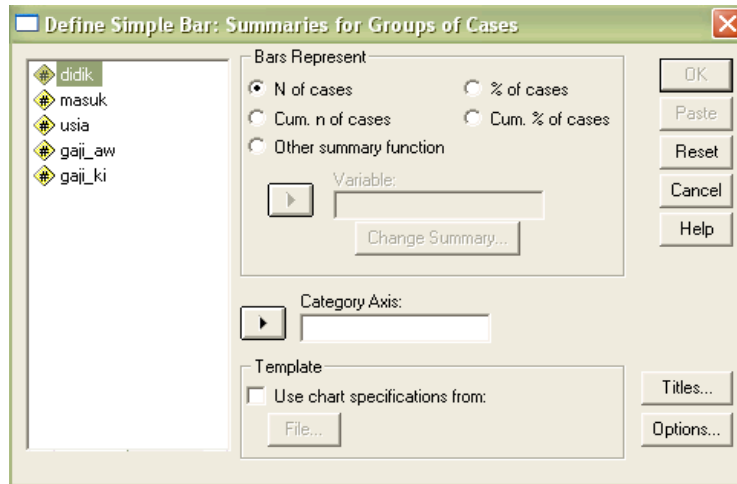 Define Simple Bar: Summaries for Groups of Cases
didik
masuk
usia
gaji_aw
gaji_ki
Bars Represent
N of cases
% of cases
Cum. n of cases
Cum. % of cases
Other summary function
Variable:
Change Summary...
Category Axis:
Template
Use chart specifications from:
File...
OK
Paste
Reset
Cancel
Help
Titles...
Options...